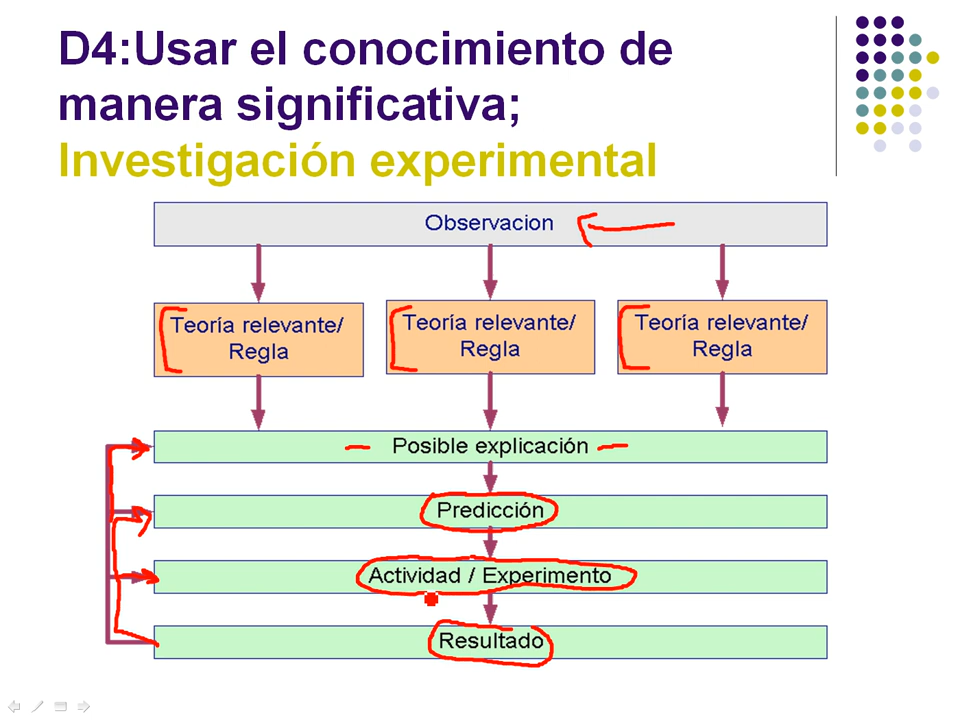 D4:Usar el conocimiento de
manera significativa;
Investigación experimental
Observacion
Teoría relevante/
Regla
Teoría relevante/
Regla
Teoría relevante/
Regla
Posible explicación
Predicción
Actividad / Experimento
Resultado